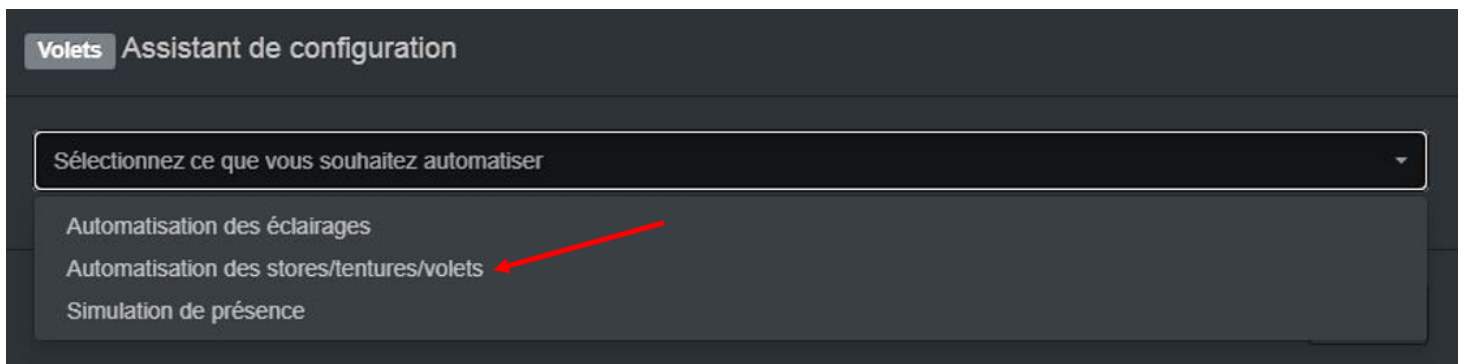 Volets Assistant de configuration
Sélectionnez ce que vous souhaitez automatiser
Automatisation des éclairages
Automatisation des stores/tentures/volets
Simulation de présence